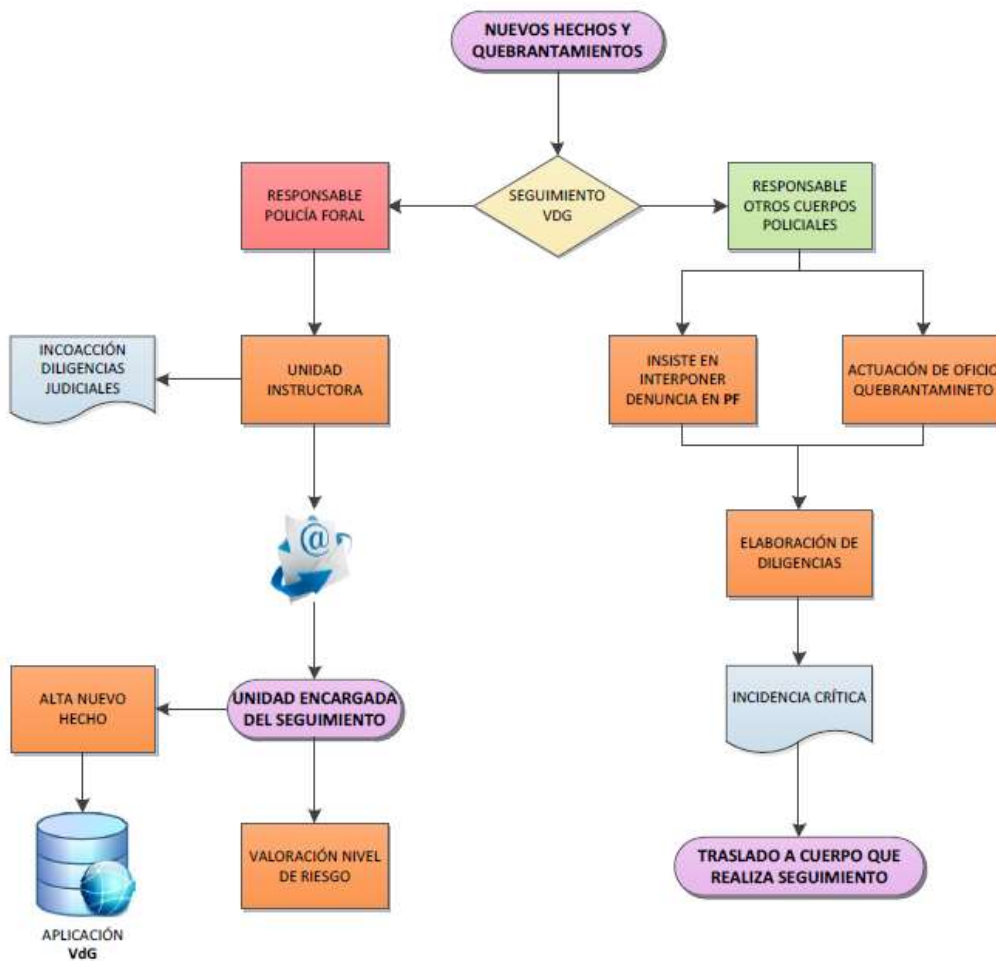 NUEVOS HECHOS Y
QUEBRANTAMIENTOS
SEGUIMIENTO
VDG
RESPONSABLE
POLICÍA FORAL
RESPONSABLE
OTROS CUERPOS
POLICIALES
INCOACCIÓN
DILIGENCIAS
JUDICIALES
UNIDAD
INSTRUCTORA
INSISTE EN
INTERPONER
DENUNCIA EN PF
ACTUACIÓN DE OFICIO
QUEBRANTAMINETO
@
ELABORACIÓN DE
DILIGENCIAS
ALTA NUEVO
HECHO
UNIDAD ENCARGADA
DEL SEGUIMIENTO
INCIDENCIA CRÍTICA
VALORACIÓN NIVEL
DE RIESGO
TRASLADO A CUERPO QUE
REALIZA SEGUIMIENTO
APLICACIÓN
VdG